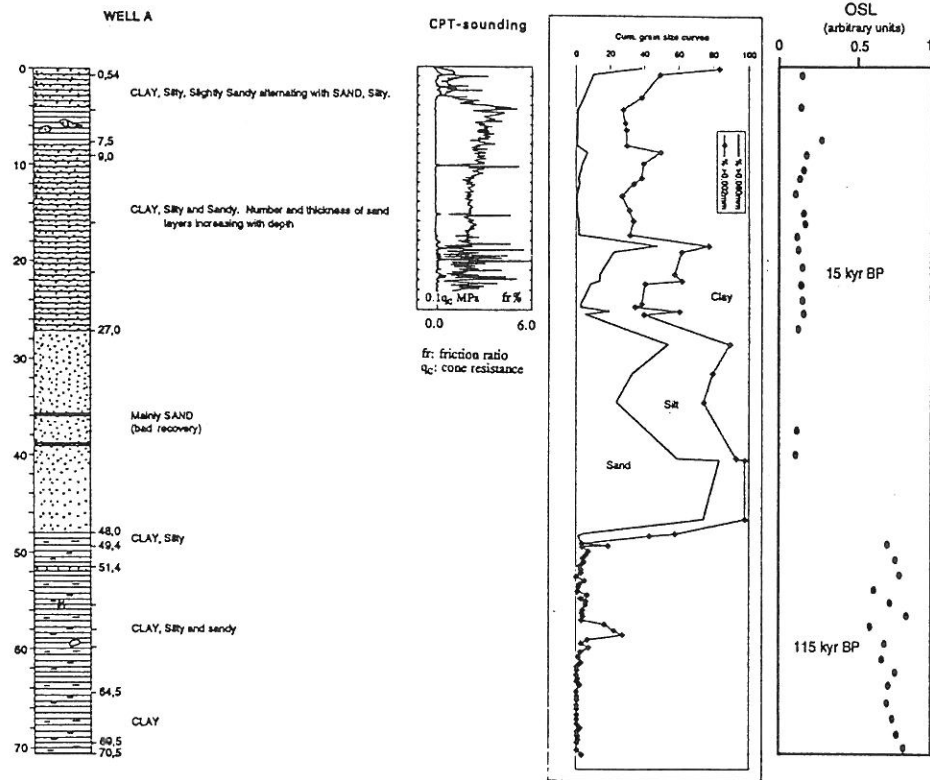 WELL A
CLAY, Silty, Slightly Sandy alternating with SAND, Silty.
CLAY, Silty and Sandy. Number and thickness of sand
layers increasing with depth
Mainly SAND
(bad recovery)
CLAY, Silty
CLAY, Silty and sandy
CLAY
0
10
20
30
40
50
60
70
0,54
7,5
9,0
27,0
48,0
49,4
51,4
64,5
69,5
70,5
CPT-sounding
0.1qc MPa fr%
0.0 6.0
fr: friction ratio
qc: cone resistance
Cum. grain size curves
0 20 40 60 80 100
% >0.002mm
% >0.060mm
Clay
Silt
Sand
OSL
(arbitrary units)
0 0.5 1
15 kyr BP
115 kyr BP